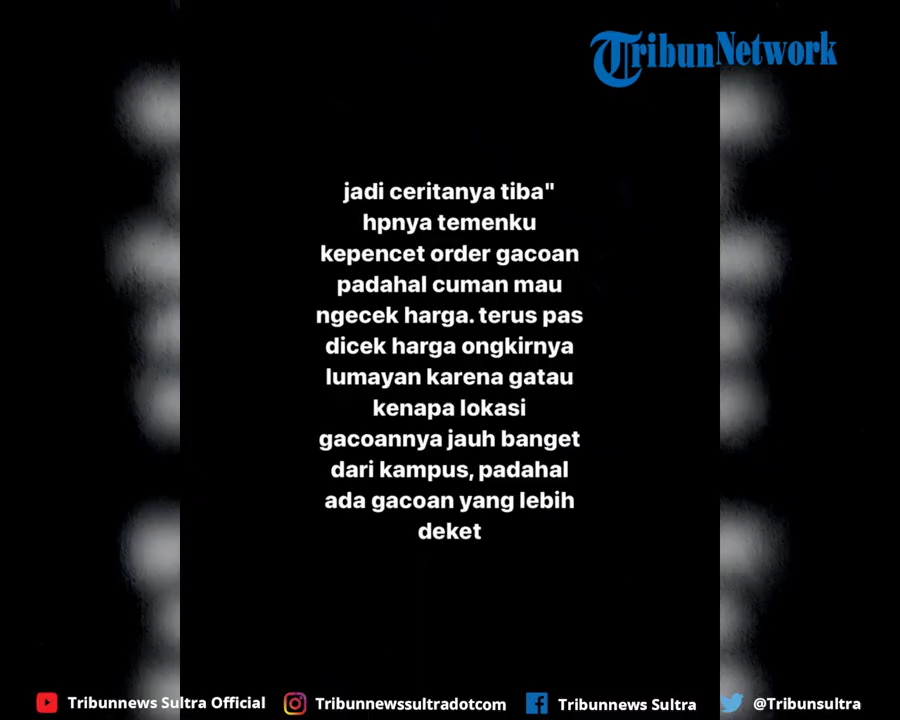 TribunNetwork
jadi ceritanya tiba"
hpnya temenku
kepencet order gacoan
padahal cuman mau
ngecek harga. terus pas
dicek harga ongkirnya
lumayan karena gatau
kenapa lokasi
gacoannya jauh banget
dari kampus, padahal
ada gacoan yang lebih
deket
Tribunnews Sultra Official Tribunnewssultradotcom Tribunnews Sultra @Tribunsultra